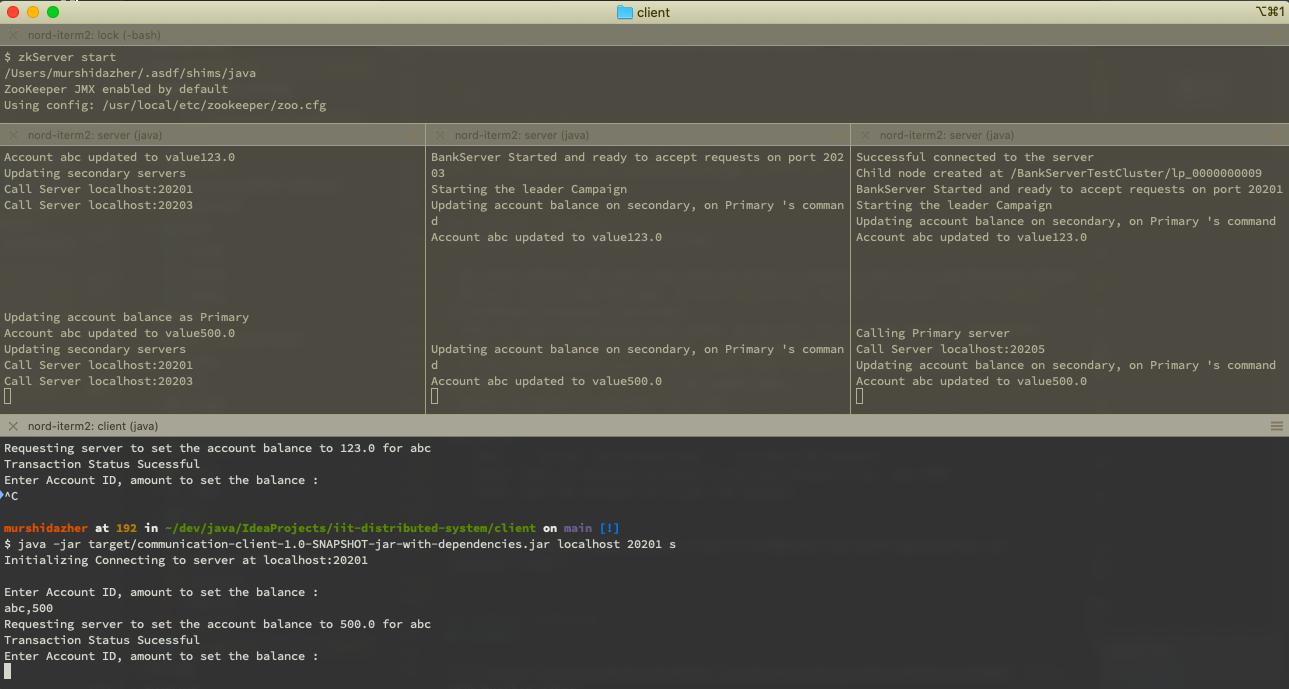 client
⌥⌘1
nord-iterm2: lock (-bash)
$ zkServer start
/Users/murshidazher/.asdf/shims/java
ZooKeeper JMX enabled by default
Using config: /usr/local/etc/zookeeper/zoo.cfg
nord-iterm2: server (java)
Account abc updated to value123.0
Updating secondary servers
Call Server localhost:20201
Call Server localhost:20203
Updating account balance as Primary
Account abc updated to value500.0
Updating secondary servers
Call Server localhost:20201
Call Server localhost:20203
nord-iterm2: server (java)
BankServer Started and ready to accept requests on port 202
03
Starting the leader Campaign
Updating account balance on secondary, on Primary 's comman
d
Account abc updated to value123.0
Updating account balance on secondary, on Primary 's comman
d
Account abc updated to value500.0
nord-iterm2: server (java)
Successful connected to the server
Child node created at /BankServerTestCluster/lp_0000000009
BankServer Started and ready to accept requests on port 20201
Starting the leader Campaign
Updating account balance on secondary, on Primary 's command
Account abc updated to value123.0
Calling Primary server
Call Server localhost:20205
Updating account balance on secondary, on Primary 's command
Account abc updated to value500.0
nord-iterm2: client (java)
Requesting server to set the account balance to 123.0 for abc
Transaction Status Sucessful
Enter Account ID, amount to set the balance :
^C
murshidazher at 192 in ~/dev/java/IdeaProjects/iit-distributed-system/client on main [!]
$ java -jar target/communication-client-1.0-SNAPSHOT-jar-with-dependencies.jar localhost 20201 s
Initializing Connecting to server at localhost:20201
Enter Account ID, amount to set the balance :
abc,500
Requesting server to set the account balance to 500.0 for abc
Transaction Status Sucessful
Enter Account ID, amount to set the balance :